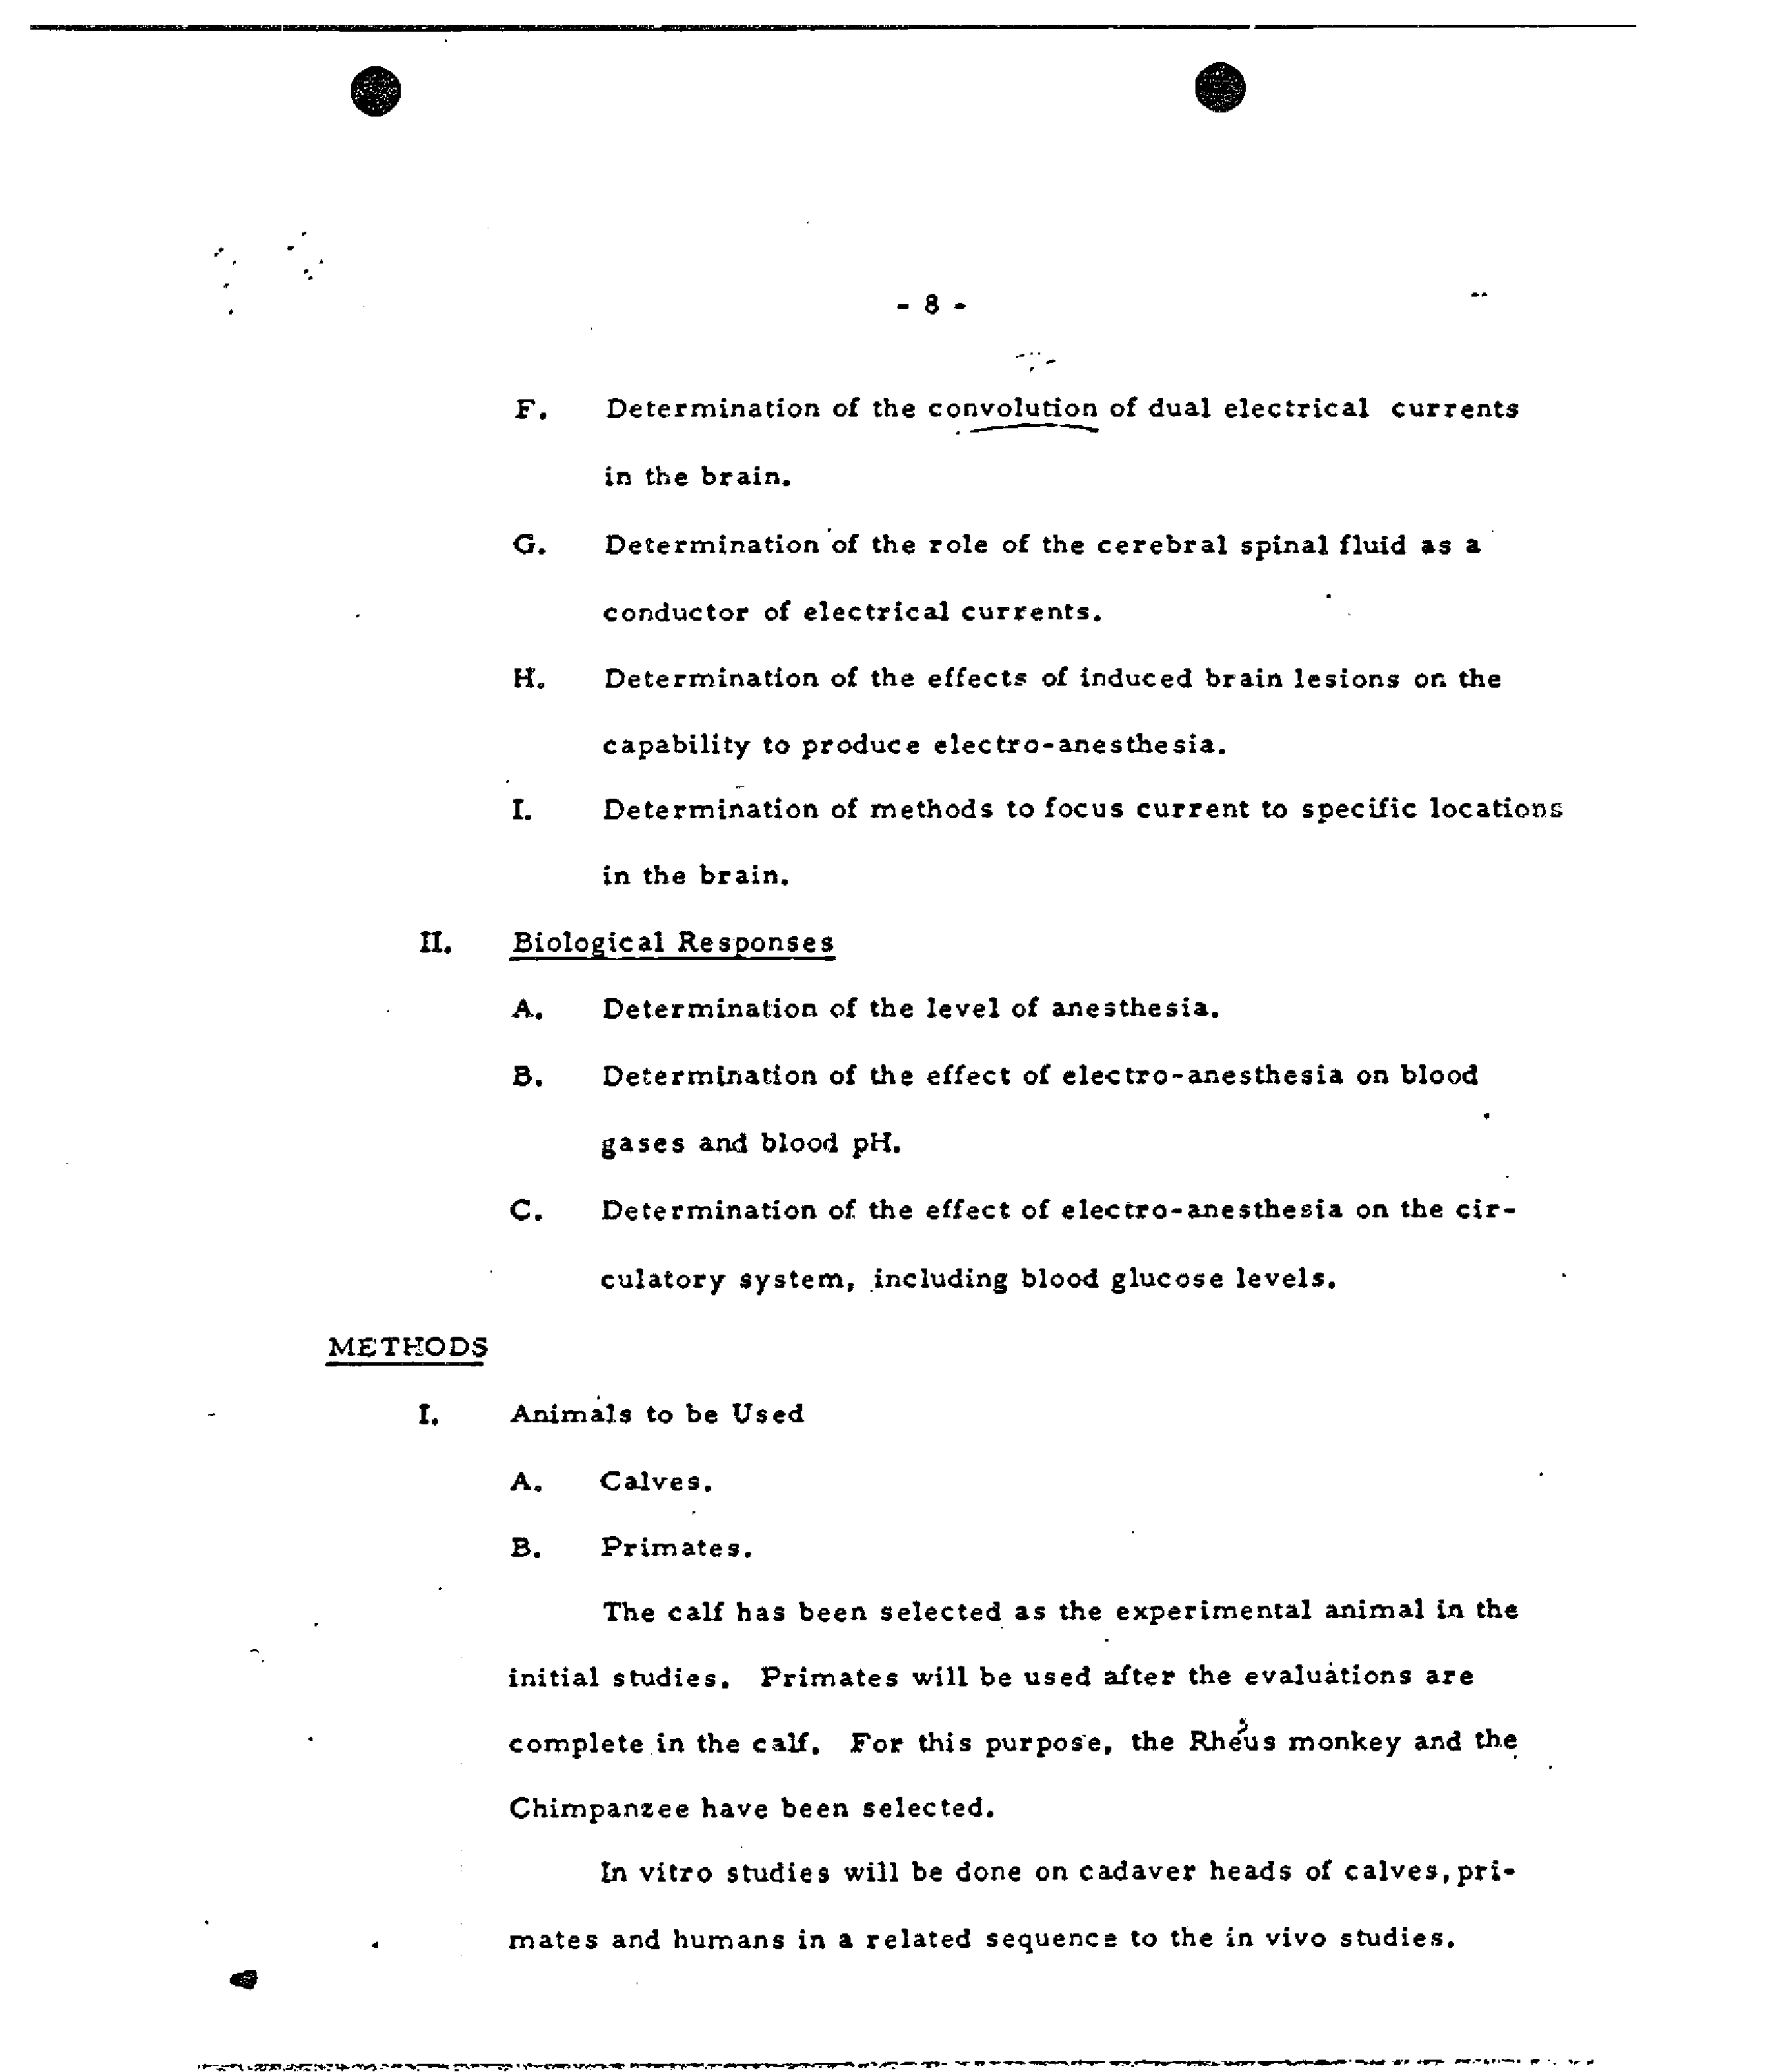 - 8 -
F. Determination of the convolution of dual electrical currents
in the brain.
G. Determination of the role of the cerebral spinal fluid as a
conductor of electrical currents.
H. Determination of the effects of induced brain lesions on the
capability to produce electro-anesthesia.
I. Determination of methods to focus current to specific locations
in the brain.
II. Biological Responses
A. Determination of the level of anesthesia.
B. Determination of the effect of electro-anesthesia on blood
gases and blood pH.
C. Determination of the effect of electro-anesthesia on the cir-
culatory system, including blood glucose levels.
METHODS
I. Animals to be Used
A. Calves.
B. Primates.
The calf has been selected as the experimental animal in the
initial studies. Primates will be used after the evaluations are
complete in the calf. For this purpose, the Rheus monkey and the
Chimpanzee have been selected.
In vitro studies will be done on cadaver heads of calves, pri-
mates and humans in a related sequence to the in vivo studies.